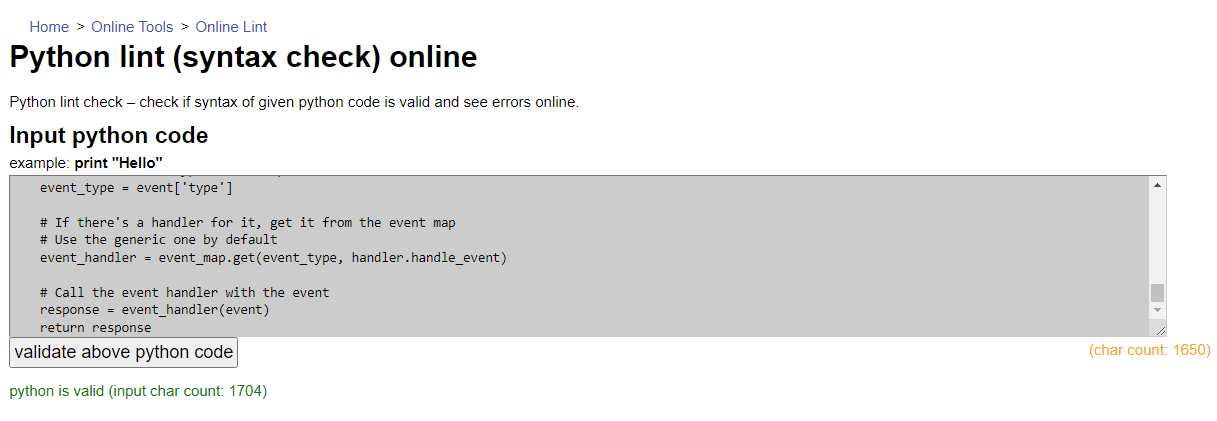 Home > Online Tools > Online Lint
Python lint (syntax check) online
Python lint check – check if syntax of given python code is valid and see errors online.
Input python code
example: print "Hello"
event_type = event['type']
# If there's a handler for it, get it from the event map
# Use the generic one by default
event_handler = event_map.get(event_type, handler.handle_event)
# Call the event handler with the event
response = event_handler(event)
return response
validate above python code
(char count: 1650)
python is valid (input char count: 1704)